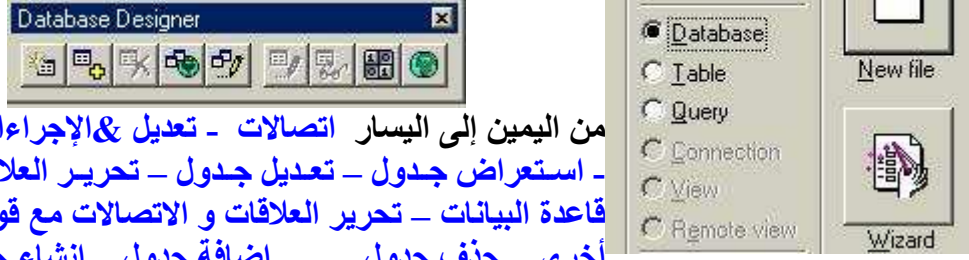 Database Designer
من اليمين إلى اليسار اتصالات - تعديل &الإجراءا
- استعراض جدول – تعديل جدول – تحرير العلا
قاعدة البيانات – تحرير العلاقات و الاتصالات مع قو
أخرى – حذف جدول – إضافة جدول – إنشاء
Database
Table
Query
Connection
View
Remote view
New file
Wizard